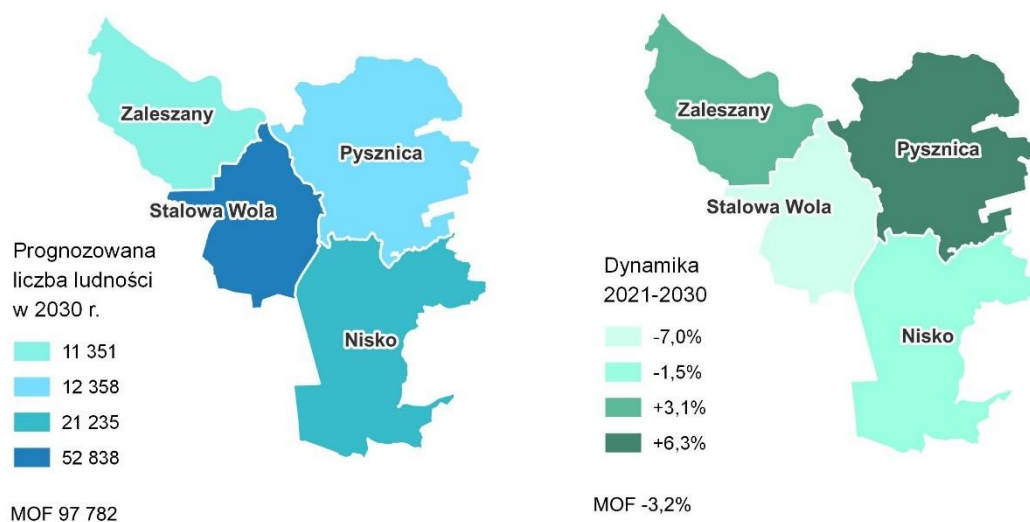 Zaleszany
Pysznica
Stalowa Wola
Nisko
Prognozowana
liczba ludności
w 2030 r.
11 351
12 358
21 235
52 838
MOF 97 782
Zaleszany
Pysznica
Stalowa Wola
Nisko
Dynamika
2021-2030
-7,0%
-1,5%
+3,1%
+6,3%
MOF -3,2%